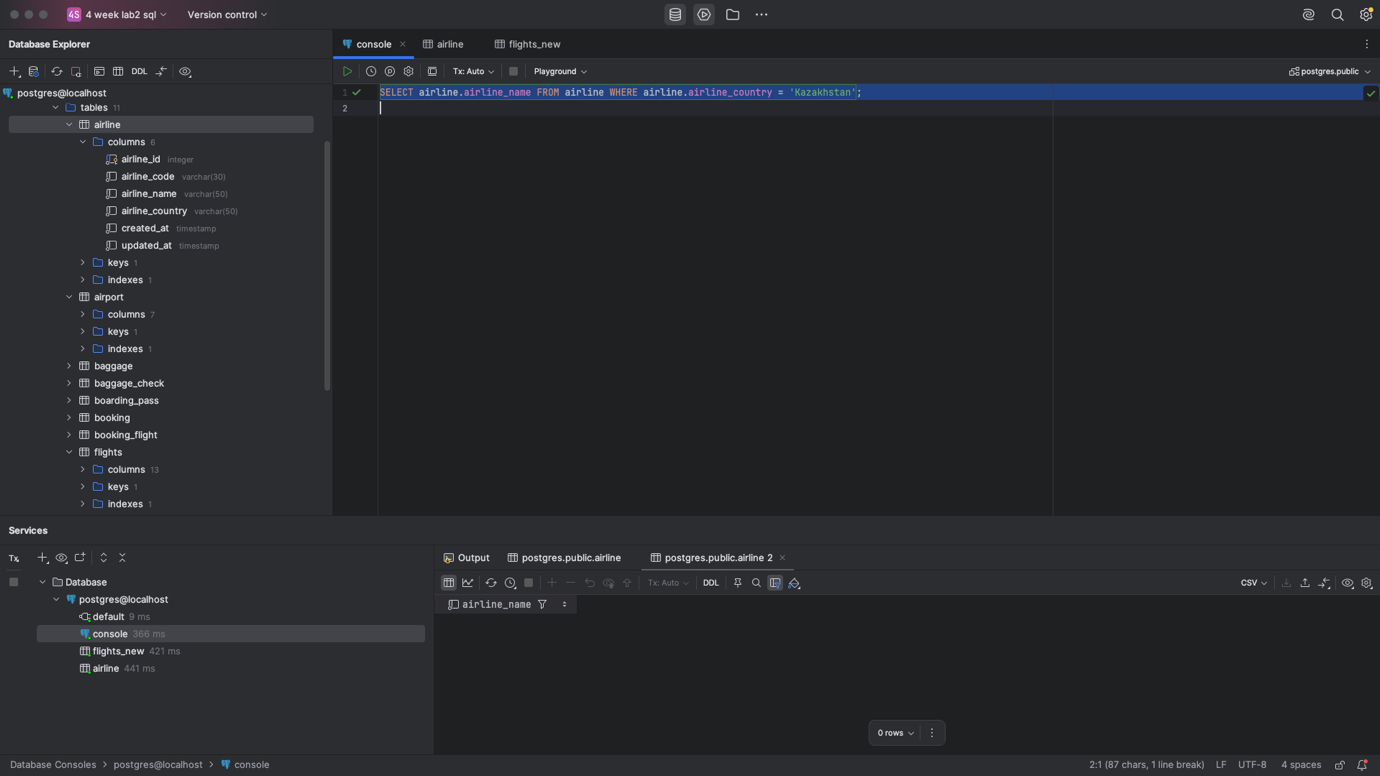 4S 4 week lab2 sql Version control
Database Explorer
console airline flights_new
DDL
Tx: Auto Playground postgres.public
postgres@localhost
tables 11
airline
columns 6
airline_id integer
airline_code varchar(30)
airline_name varchar(50)
airline_country varchar(50)
created_at timestamp
updated_at timestamp
keys 1
indexes 1
airport
columns 7
keys 1
indexes 1
baggage
baggage_check
boarding_pass
booking
booking_flight
flights
columns 13
keys 1
indexes 1
1 SELECT airline.airline_name FROM airline WHERE airline.airline_country = 'Kazakhstan';
2
Services
Tx
Database
postgres@localhost
default 9 ms
console 366 ms
flights_new 421 ms
airline 441 ms
Output postgres.public.airline postgres.public.airline 2
Tx: Auto DDL CSV
airline_name
0 rows
Database Consoles postgres@localhost console 2:1 (87 chars, 1 line break) LF UTF-8 4 spaces